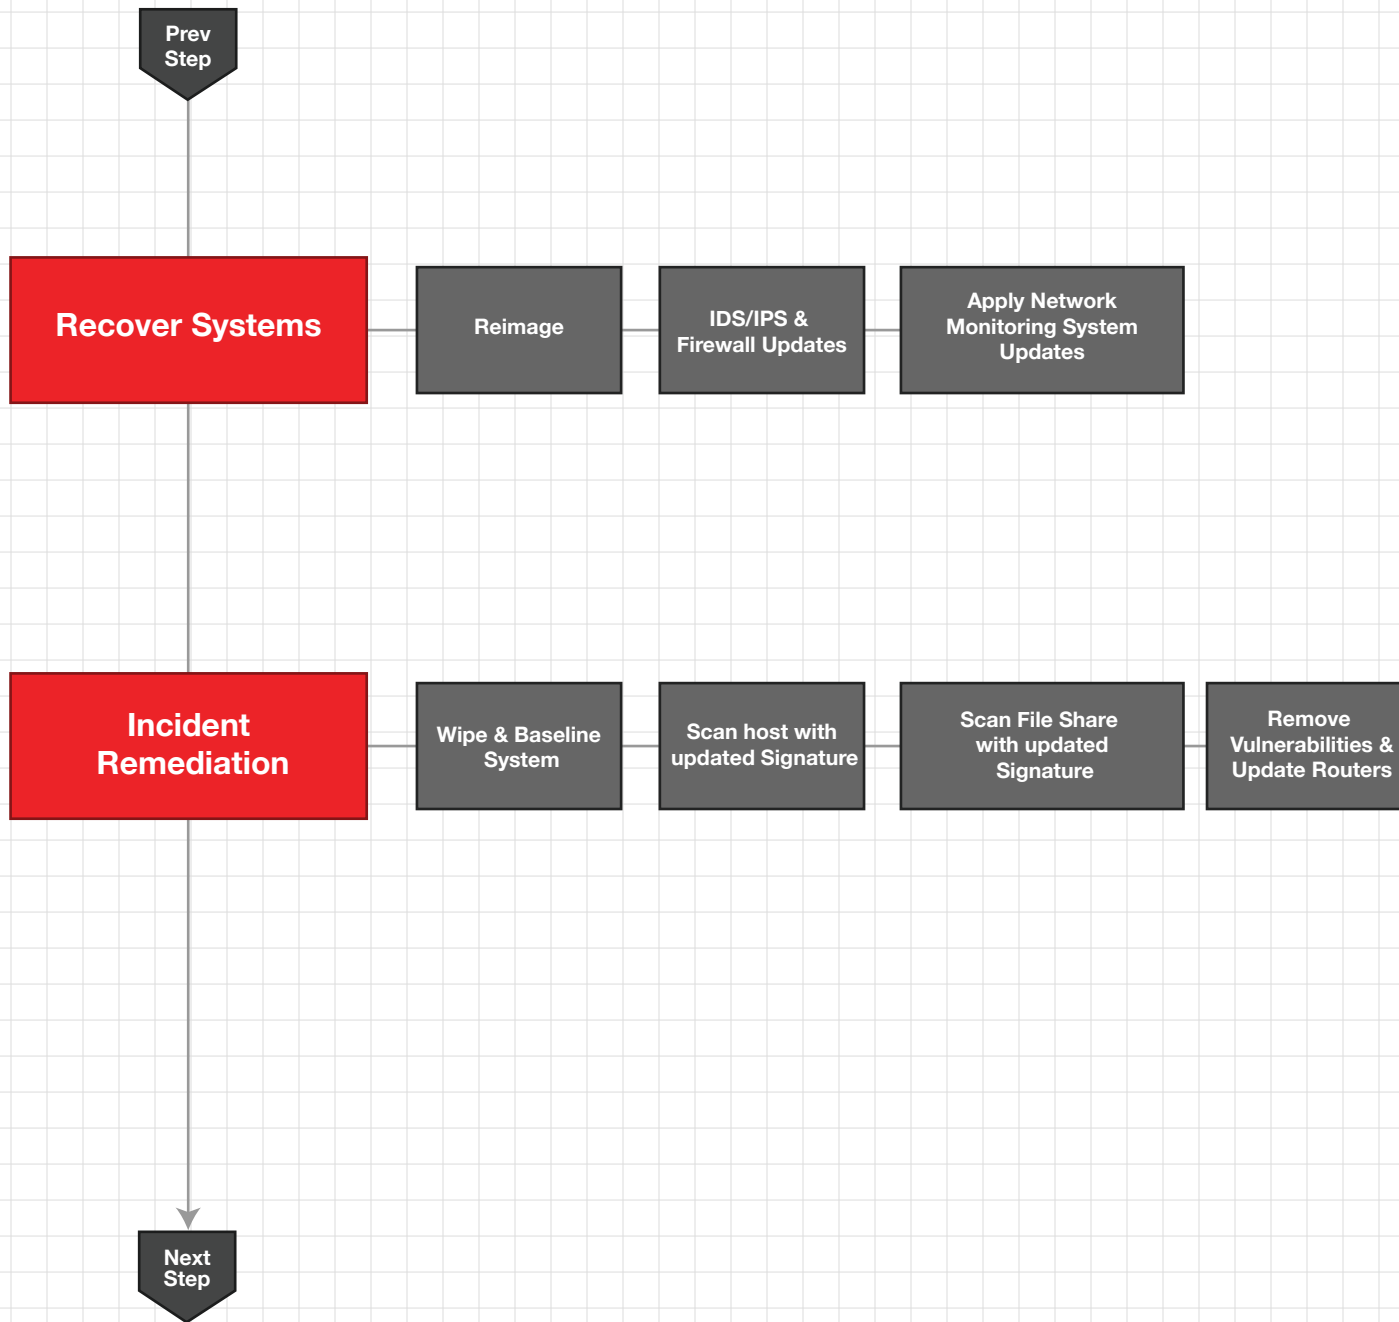 Prev
Step
Recover Systems
Reimage
IDS/IPS &
Firewall Updates
Apply Network
Monitoring System
Updates
Incident
Remediation
Wipe & Baseline
System
Scan host with
updated Signature
Scan File Share
with updated
Signature
Remove
Vulnerabilities &
Update Routers
Next
Step